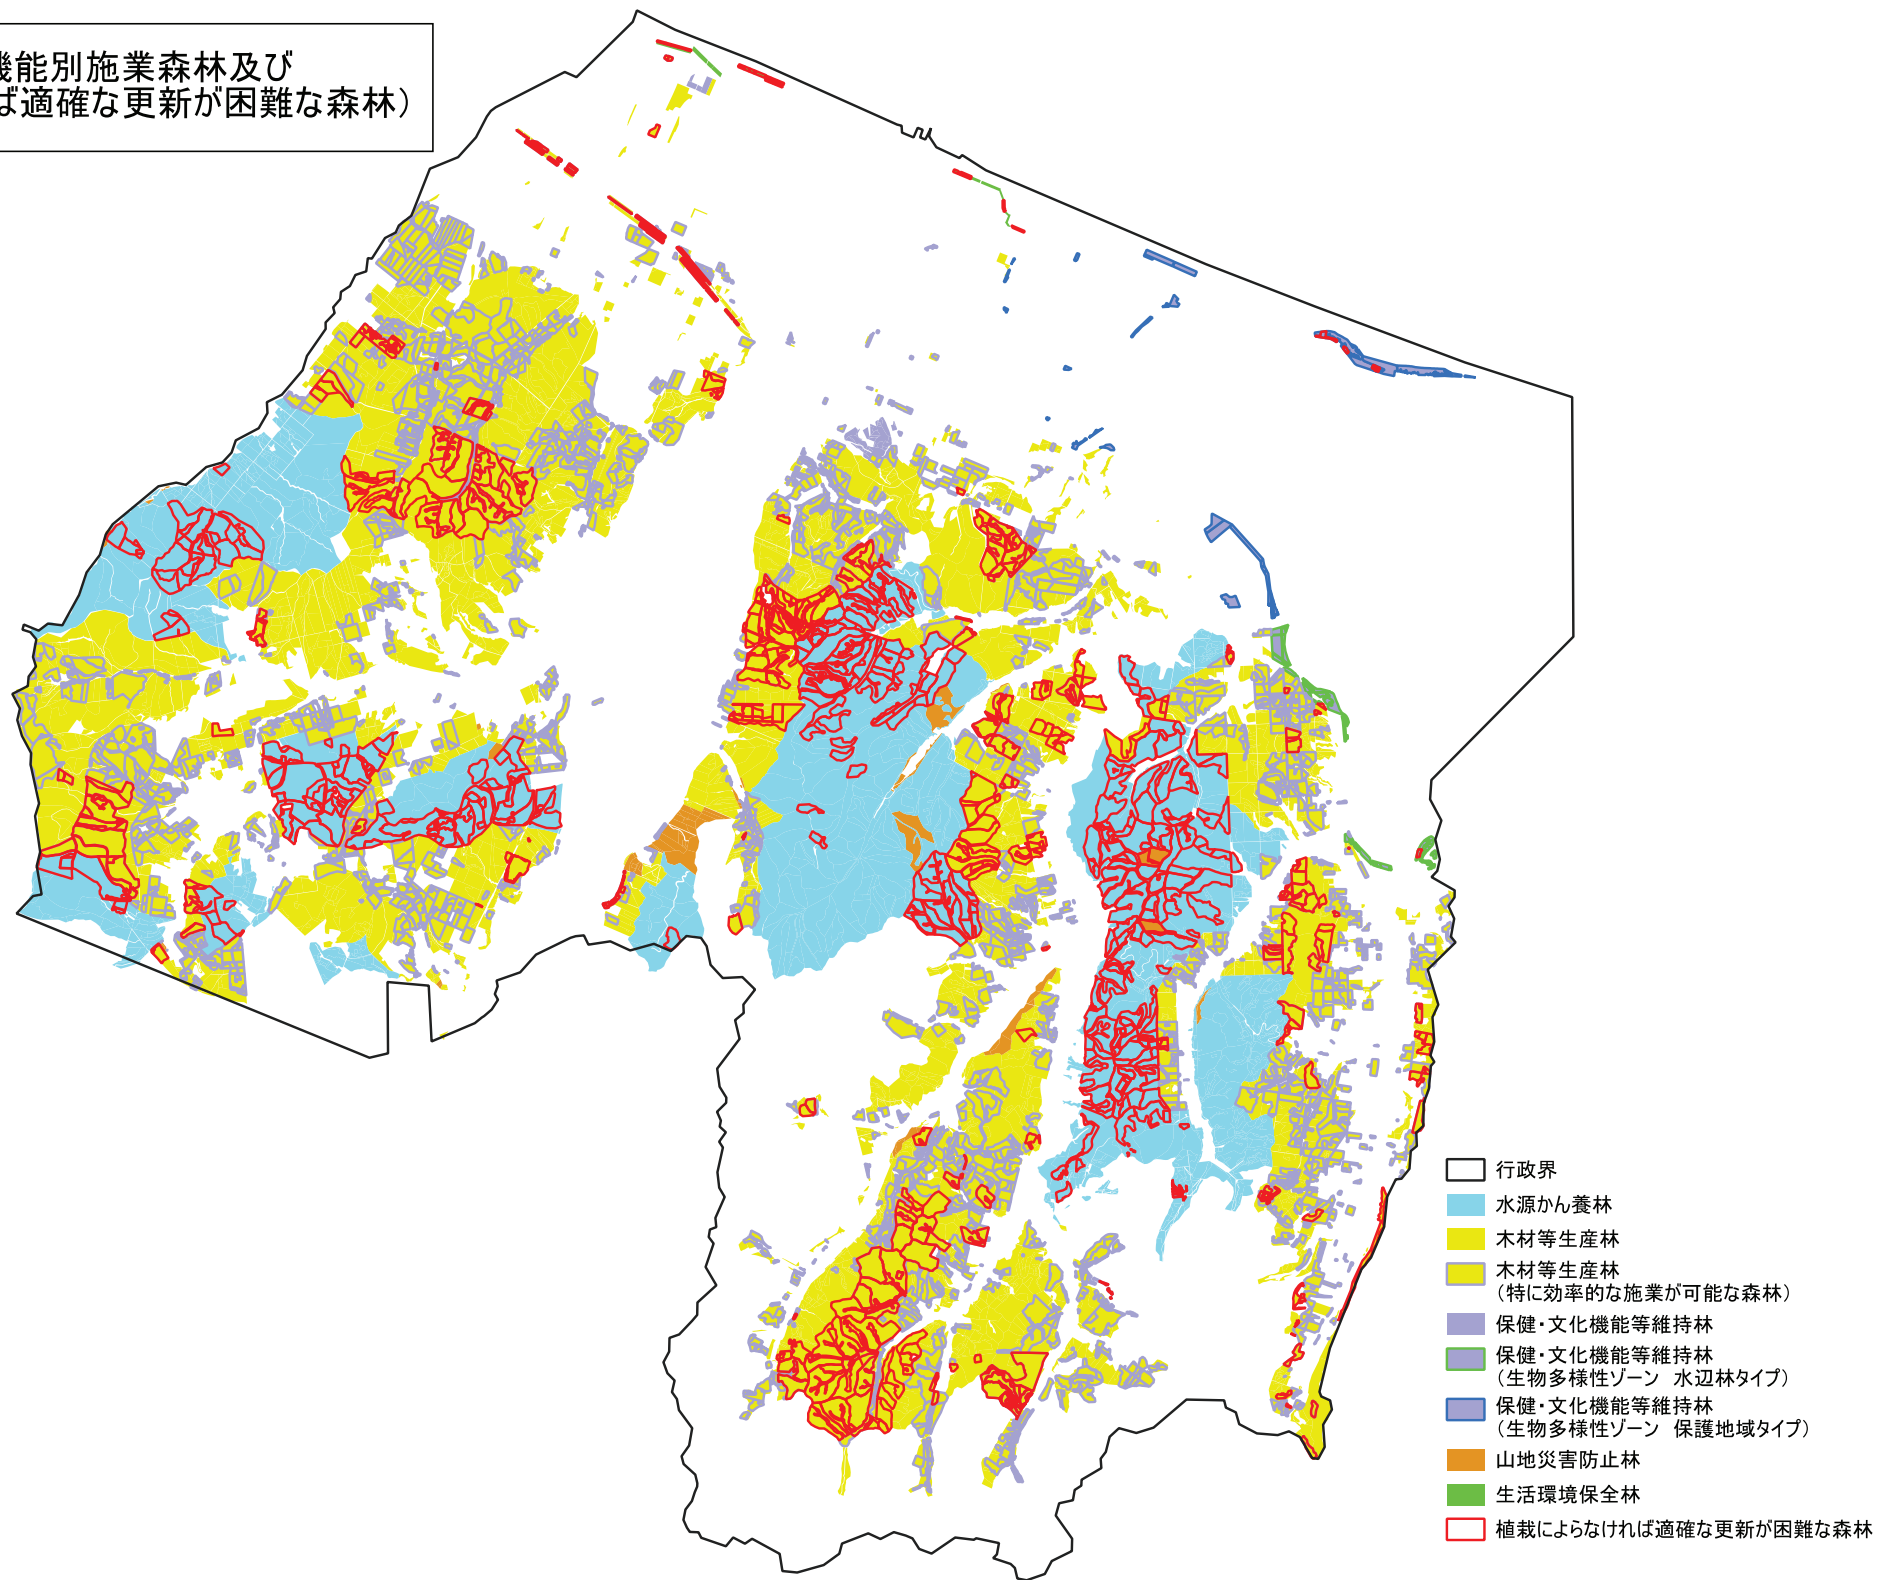 機能別施業森林及び
ば適確な更新が困難な森林）
行政界
水源かん養林
木材等生産林
木材等生産林
（特に効率的な施業が可能な森林）
保健・文化機能等維持林
保健・文化機能等維持林
（生物多様性ゾーン　水辺林タイプ）
保健・文化機能等維持林
（生物多様性ゾーン　保護地域タイプ）
山地災害防止林
生活環境保全林
植栽によらなければ適確な更新が困難な森林